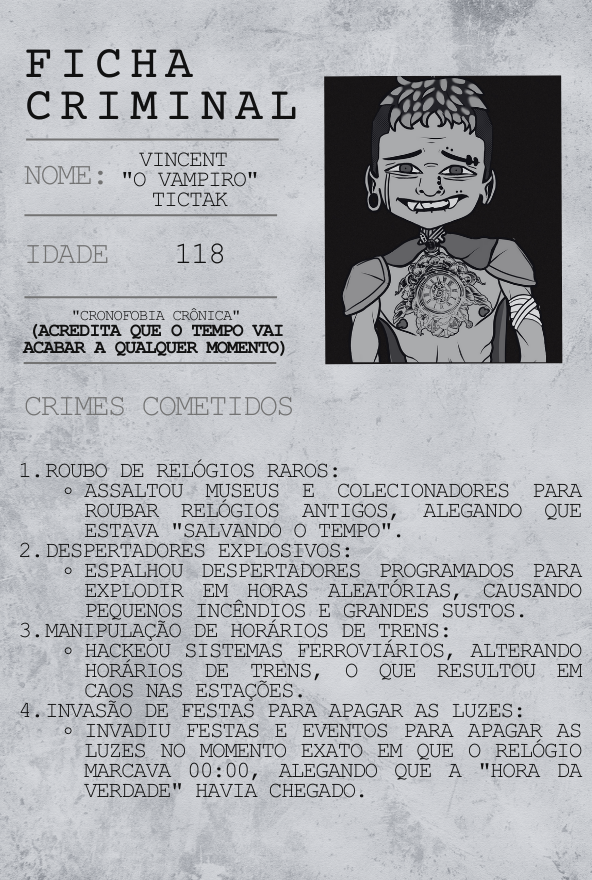 FICHA
CRIMINAL
NOME:
VINCENT
"O VAMPIRO"
TICTAK
IDADE 118
"CRONOFOBIA CRÔNICA"
(ACREDITA QUE O TEMPO VAI
ACABAR A QUALQUER MOMENTO)
CRIMES COMETIDOS
1.ROUBO DE RELÓGIOS RAROS:
ASSALTOU MUSEUS E COLECIONADORES PARA
ROUBAR RELÓGIOS ANTIGOS, ALEGANDO QUE
ESTAVA "SALVANDO O TEMPO".
2.DESPERTADORES EXPLOSIVOS:
ESPALHOU DESPERTADORES PROGRAMADOS PARA
EXPLODIR EM HORAS ALEATÓRIAS, CAUSANDO
PEQUENOS INCÊNDIOS E GRANDES SUSTOS.
3.MANIPULAÇÃO DE HORÁRIOS DE TRENS:
HACKEOU SISTEMAS FERROVIÁRIOS, ALTERANDO
HORÁRIOS DE TRENS, O QUE RESULTOU EM
CAOS NAS ESTAÇÕES.
4.INVASÃO DE FESTAS PARA APAGAR AS LUZES:
INVADIU FESTAS E EVENTOS PARA APAGAR AS
LUZES NO MOMENTO EXATO EM QUE O RELÓGIO
MARCAVA 00:00, ALEGANDO QUE A "HORA DA
VERDADE" HAVIA CHEGADO.